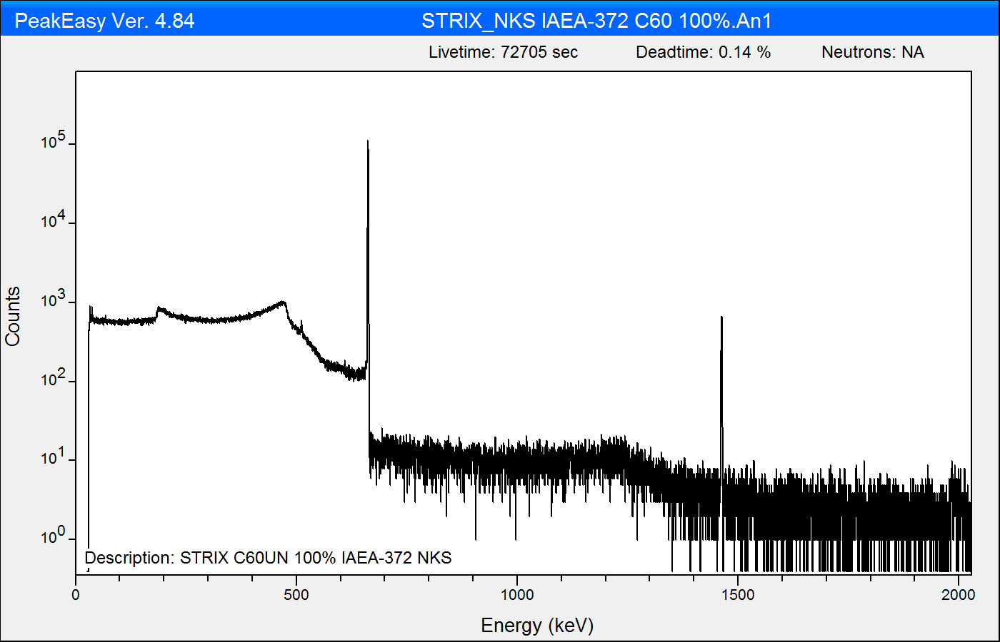 PeakEasy Ver. 4.84 STRIX_NKS IAEA-372 C60 100%.An1
Livetime: 72705 sec Deadtime: 0.14 % Neutrons: NA
10^5
10^4
10^3
10^2
10^1
10^0
Counts
Description: STRIX C60UN 100% IAEA-372 NKS
0 500 1000 1500 2000
Energy (keV)